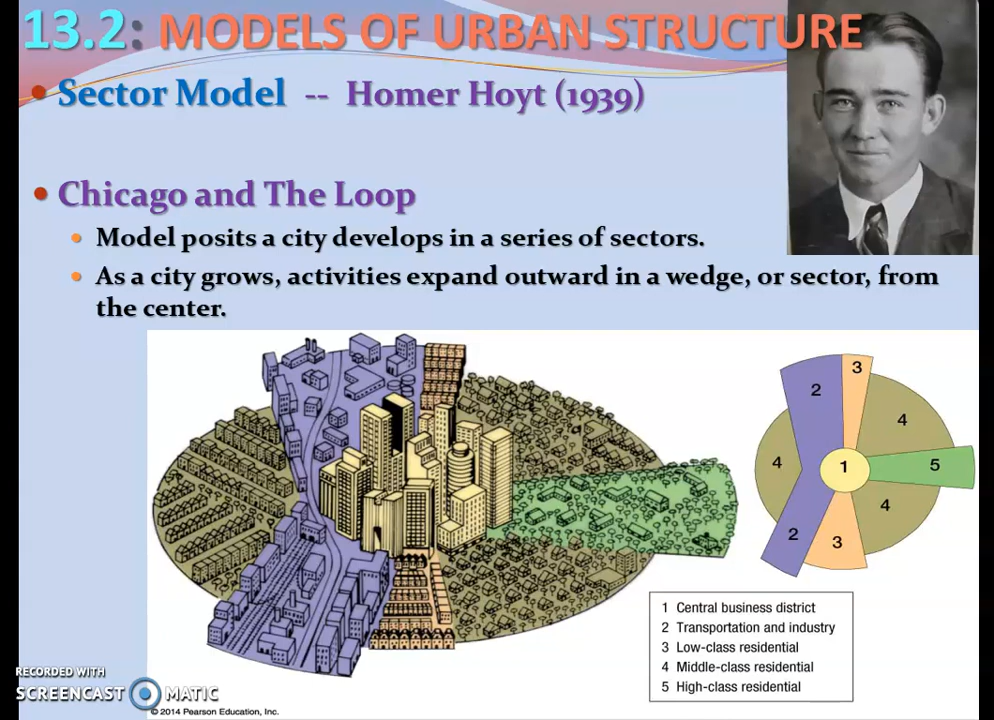 13.2: MODELS OF URBAN STRUCTURE
Sector Model -- Homer Hoyt (1939)
Chicago and The Loop
Model posits a city develops in a series of sectors.
As a city grows, activities expand outward in a wedge, or sector, from
the center.
2
3
4
4
1
5
4
2
3
1 Central business district
2 Transportation and industry
3 Low-class residential
4 Middle-class residential
5 High-class residential
RECORDED WITH
SCREENCAST MATIC
© 2014 Pearson Education, Inc.